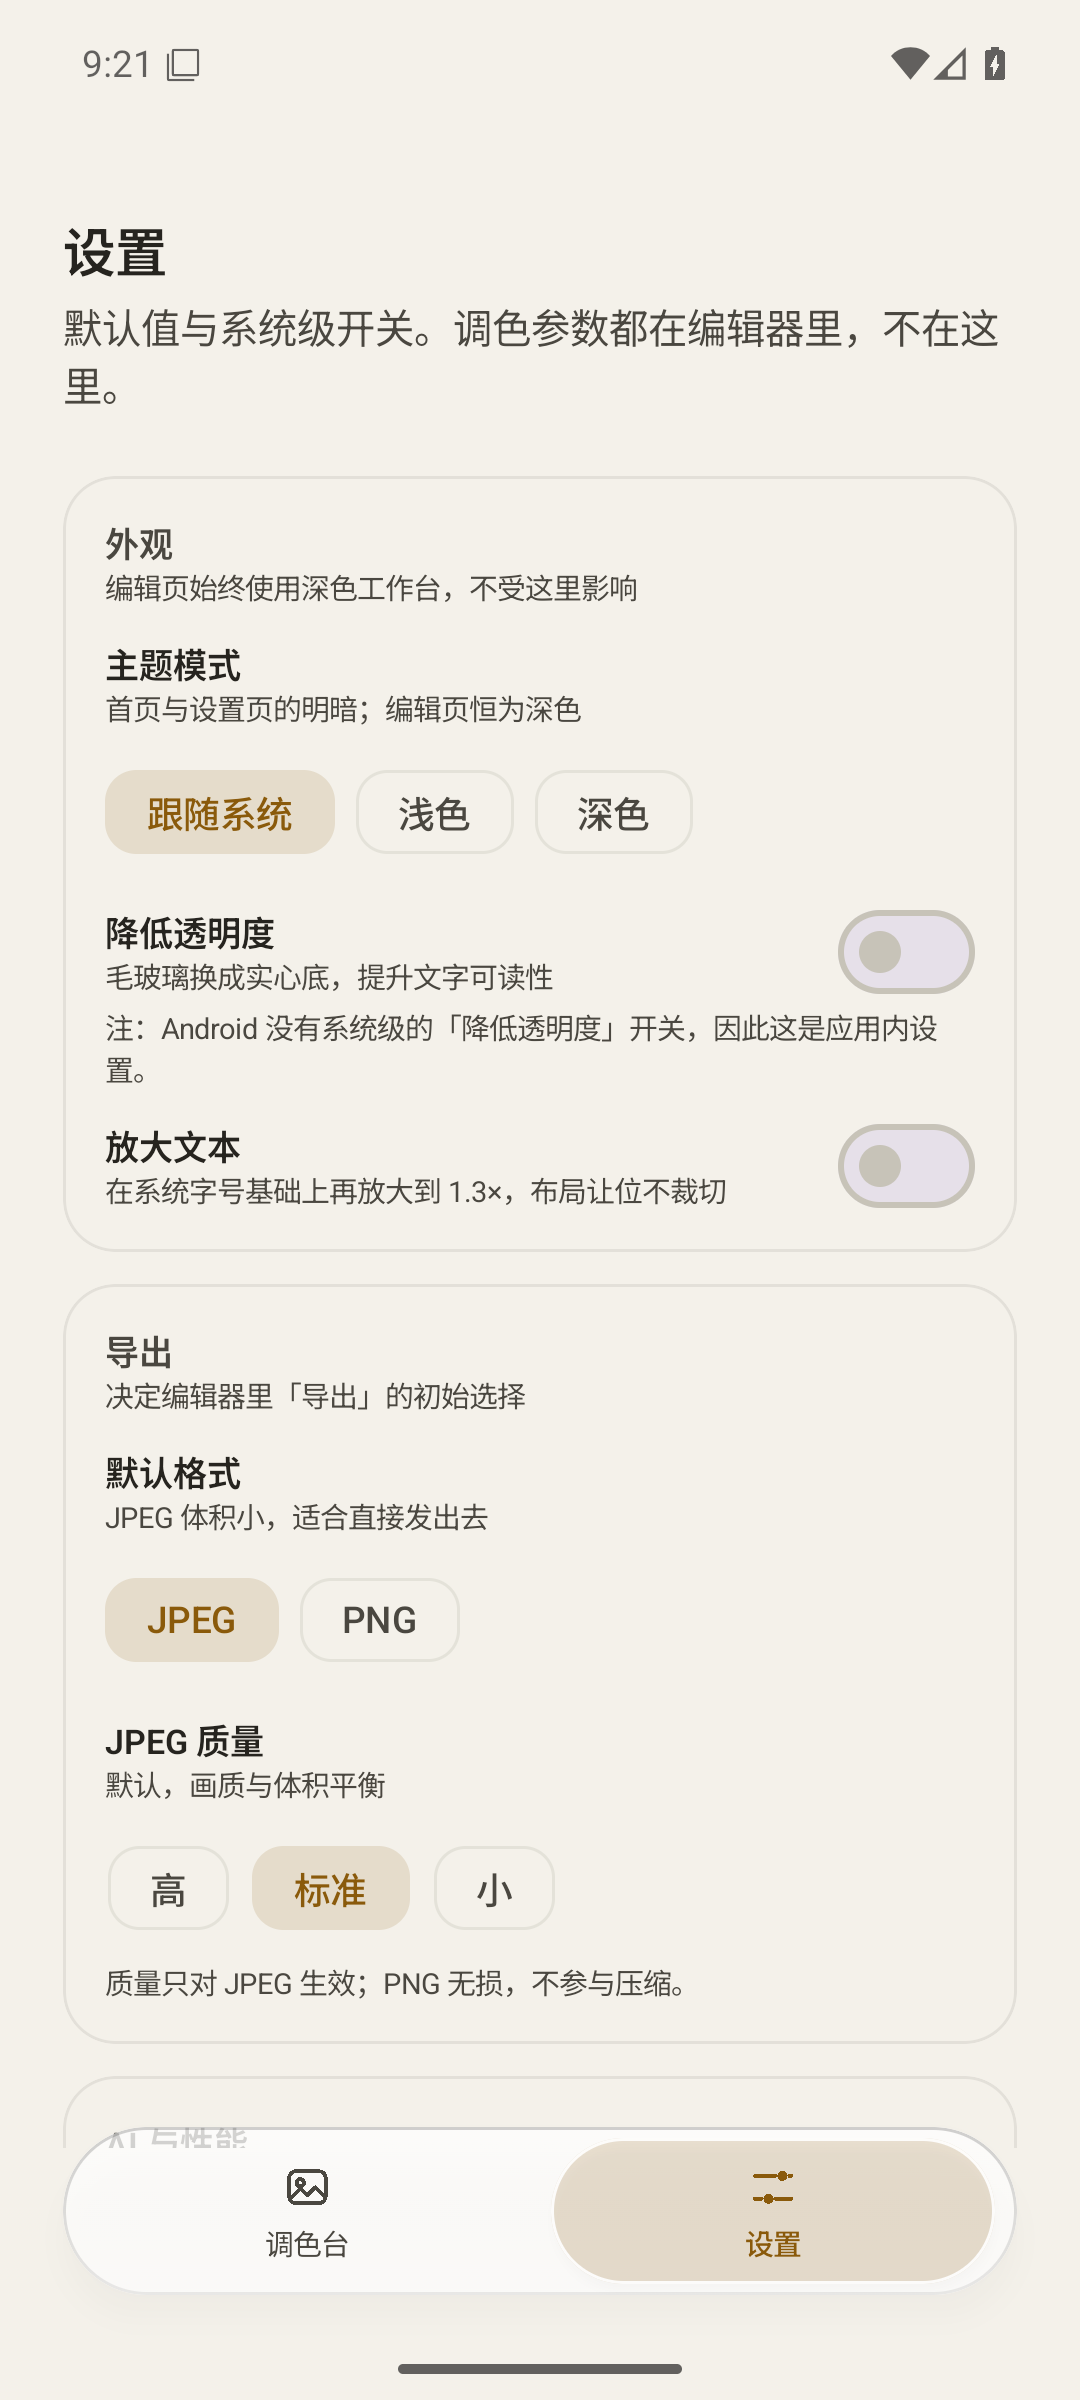 9:21
设置
默认值与系统级开关。调色参数都在编辑器里，不在这
里。
外观
编辑页始终使用深色工作台，不受这里影响
主题模式
首页与设置页的明暗；编辑页恒为深色
跟随系统
浅色
深色
降低透明度
毛玻璃换成实心底，提升文字可读性
注：Android 没有系统级的「降低透明度」开关，因此这是应用内设
置。
放大文本
在系统字号基础上再放大到 1.3×，布局让位不裁切
导出
决定编辑器里「导出」的初始选择
默认格式
JPEG 体积小，适合直接发出去
JPEG
PNG
JPEG 质量
默认，画质与体积平衡
高
标准
小
质量只对 JPEG 生效；PNG 无损，不参与压缩。
AI 与性能
调色台
设置